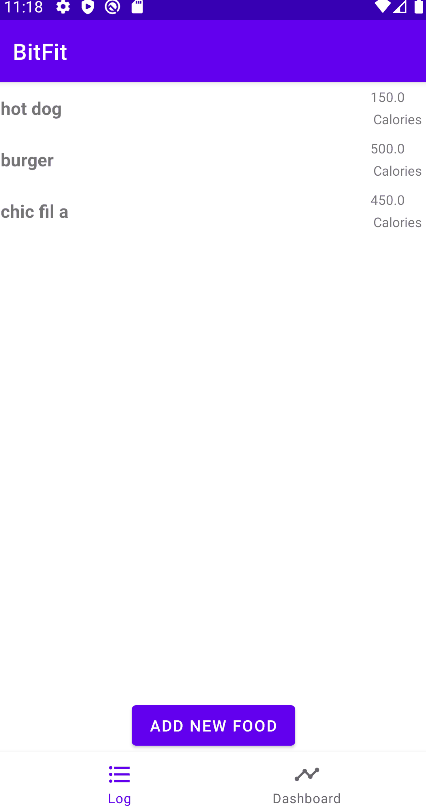 11:18
BitFit
hot dog
150.0
Calories
burger
500.0
Calories
chic fil a
450.0
Calories
ADD NEW FOOD
Log
Dashboard